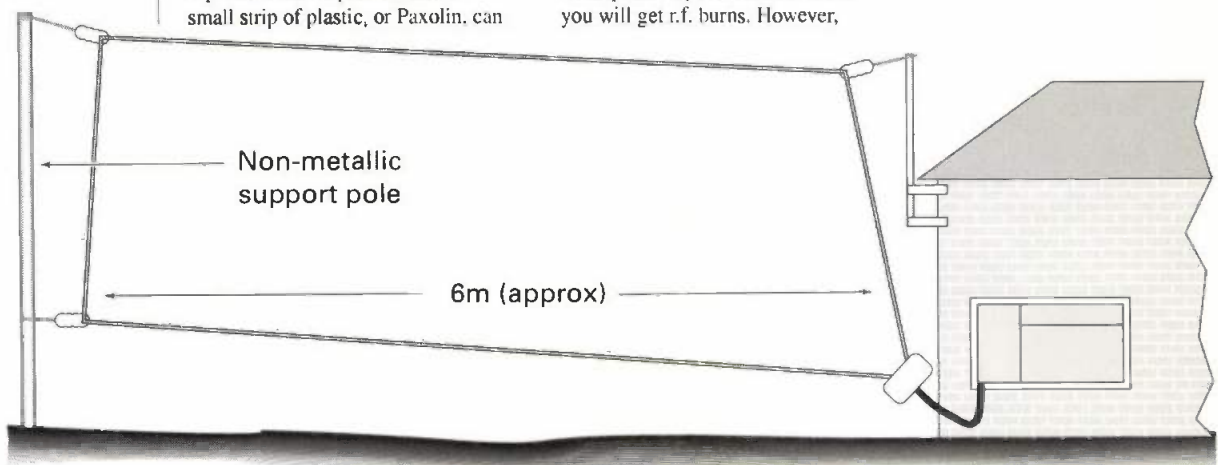 small strip of plastic, or Paxolin, can
you will get r.f. burns. However,
Non-metallic
support pole
6m (approx)